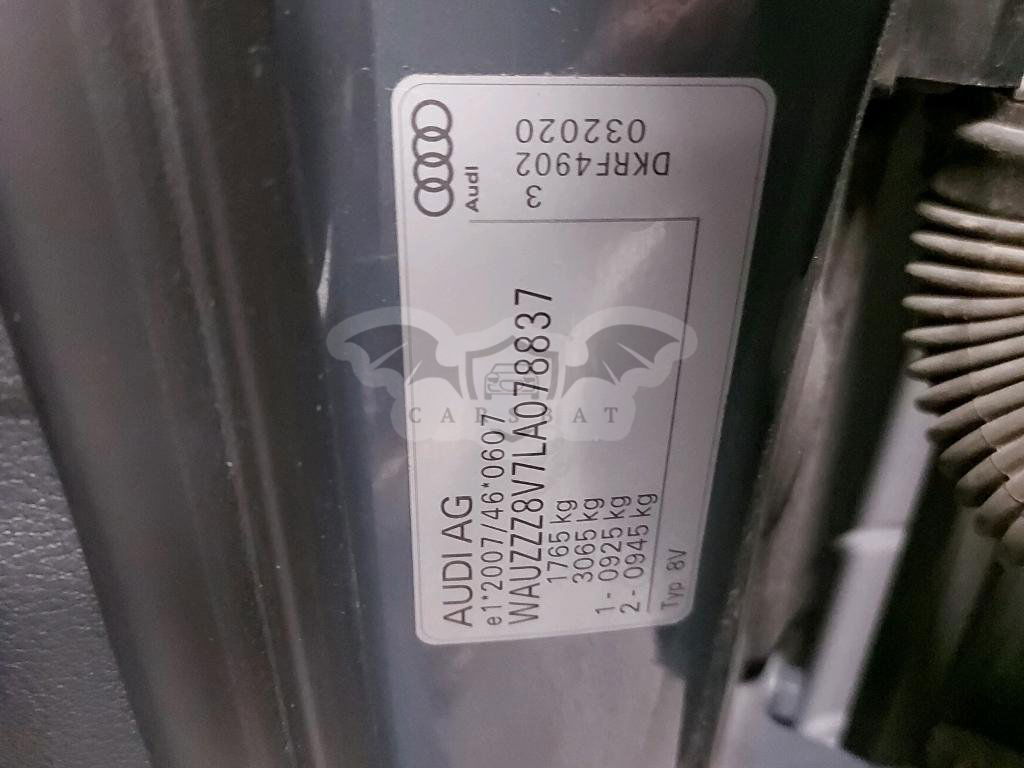 AUDI AG
e1*2007/46*0607
WAUZZZ8V7LA078837
1765 kg
3065 kg
1 - 0925 kg
2 - 0945 kg
Typ 8V
Audi
3
DKRF4902
032020
CARSBAT